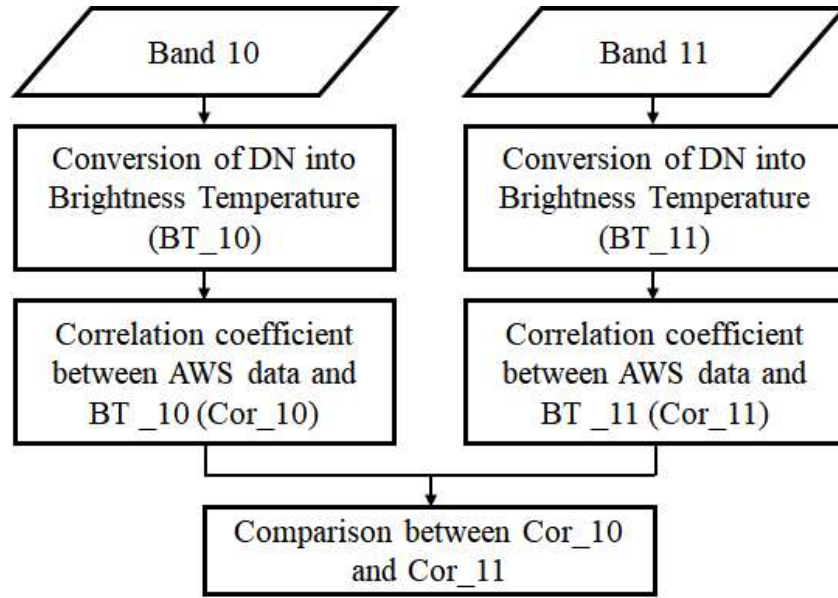 Band 10
Band 11
Conversion of DN into
Brightness Temperature
(BT_10)
Conversion of DN into
Brightness Temperature
(BT_11)
Correlation coefficient
between AWS data and
BT _10 (Cor_10)
Correlation coefficient
between AWS data and
BT _11 (Cor_11)
Comparison between Cor_10
and Cor_11